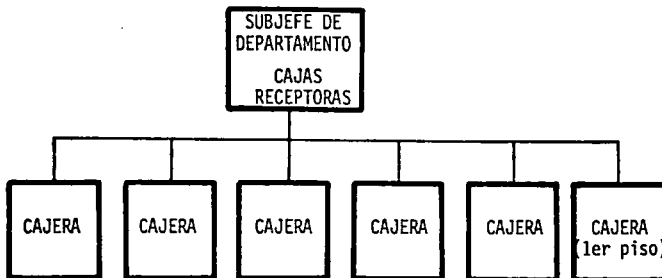 SUBJEFE DE
DEPARTAMENTO
CAJAS
RECEPTORAS
CAJERA
CAJERA
CAJERA
CAJERA
CAJERA
CAJERA
(1er piso)